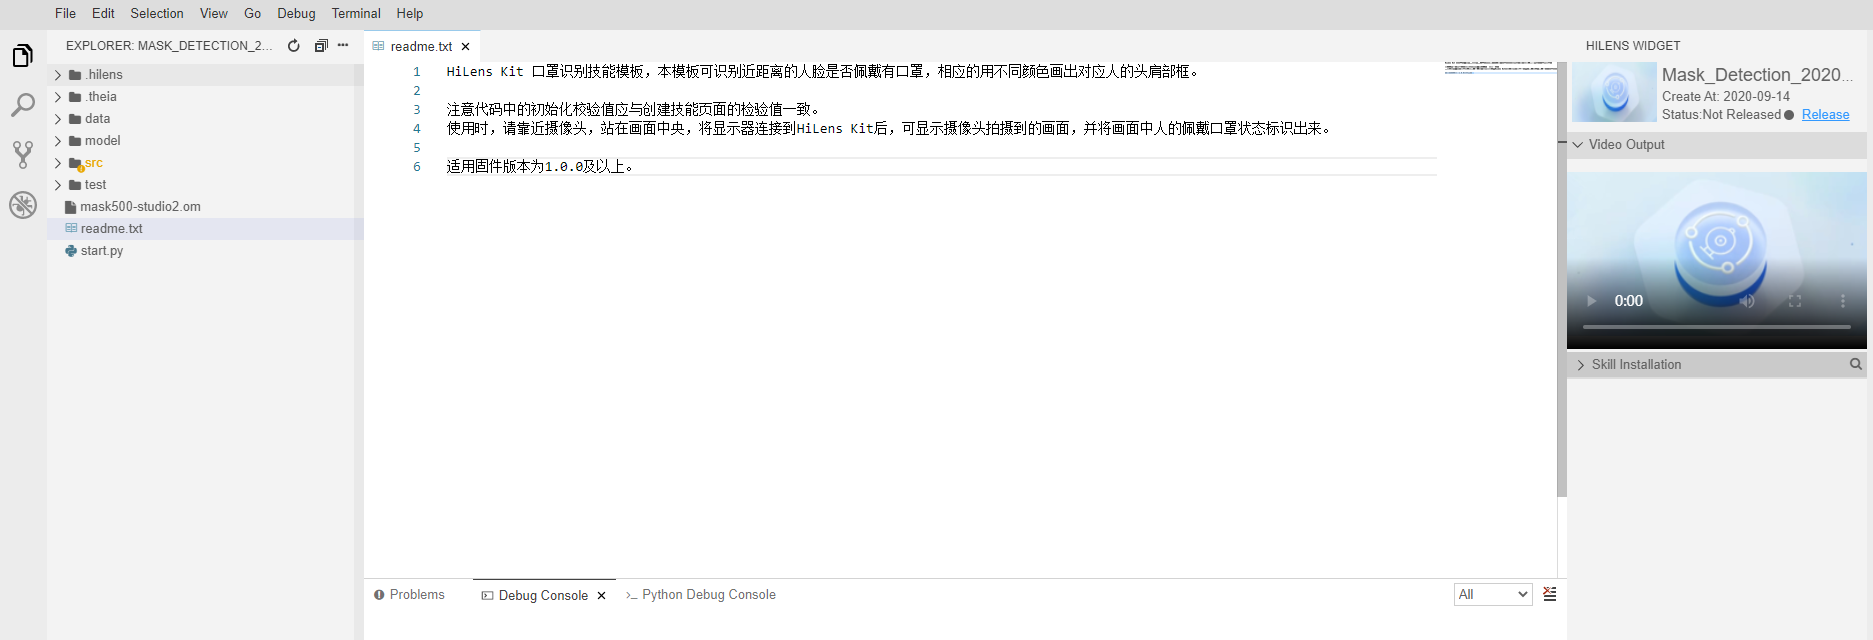 File Edit Selection View Go Debug Terminal Help
EXPLORER: MASK_DETECTION_2...
.hilens
.theia
data
model
src
test
mask500-studio2.om
readme.txt
start.py
readme.txt
1 HiLens Kit 口罩识别技能模板，本模板可识别近距离的人脸是否佩戴有口罩，相应的用不同颜色画出对应人的头肩部框。
2
3 注意代码中的初始化校验值应与创建技能页面的检验值一致。
4 使用时，请靠近摄像头，站在画面中央，将显示器连接到HiLens Kit后，可显示摄像头拍摄到的画面，并将画面中人的佩戴口罩状态标识出来。
5
6 适用固件版本为1.0.0及以上。
Problems Debug Console Python Debug Console All
HILENS WIDGET
Mask_Detection_2020...
Create At: 2020-09-14
Status:Not Released Release
Video Output
0:00
Skill Installation